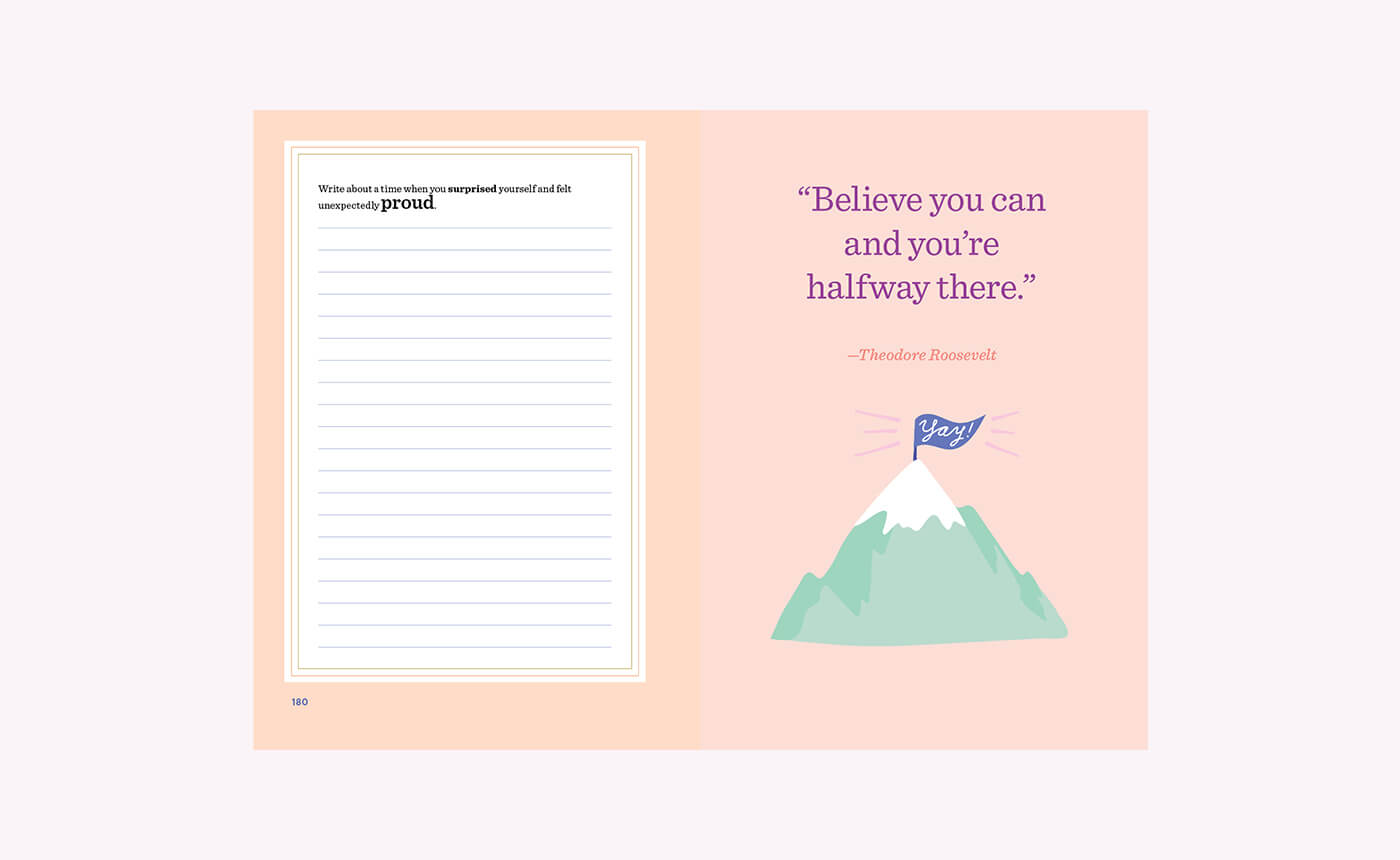 Write about a time when you surprised yourself and felt
unexpectedly proud.
180
“Believe you can
and you’re
halfway there.”
—Theodore Roosevelt
Yay!